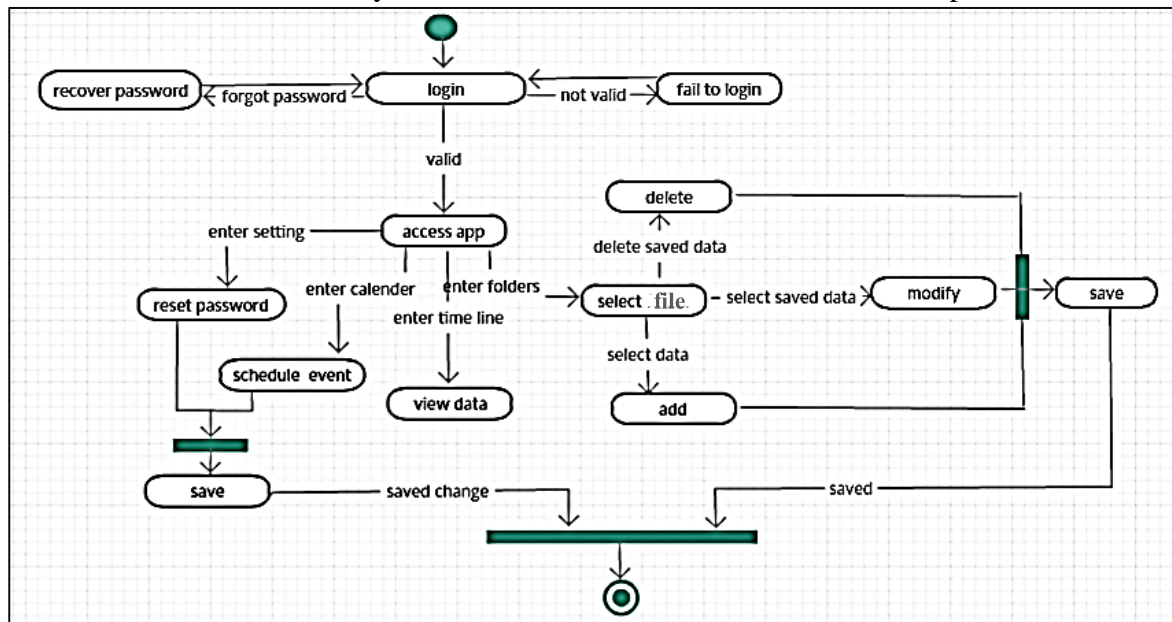 recover password
forgot password
login
not valid
fail to login
valid
delete
enter setting
access app
delete saved data
reset password
enter calender
enter folders
select .file.
select saved data
modify
save
enter time line
select data
schedule event
view data
add
save
saved change
saved